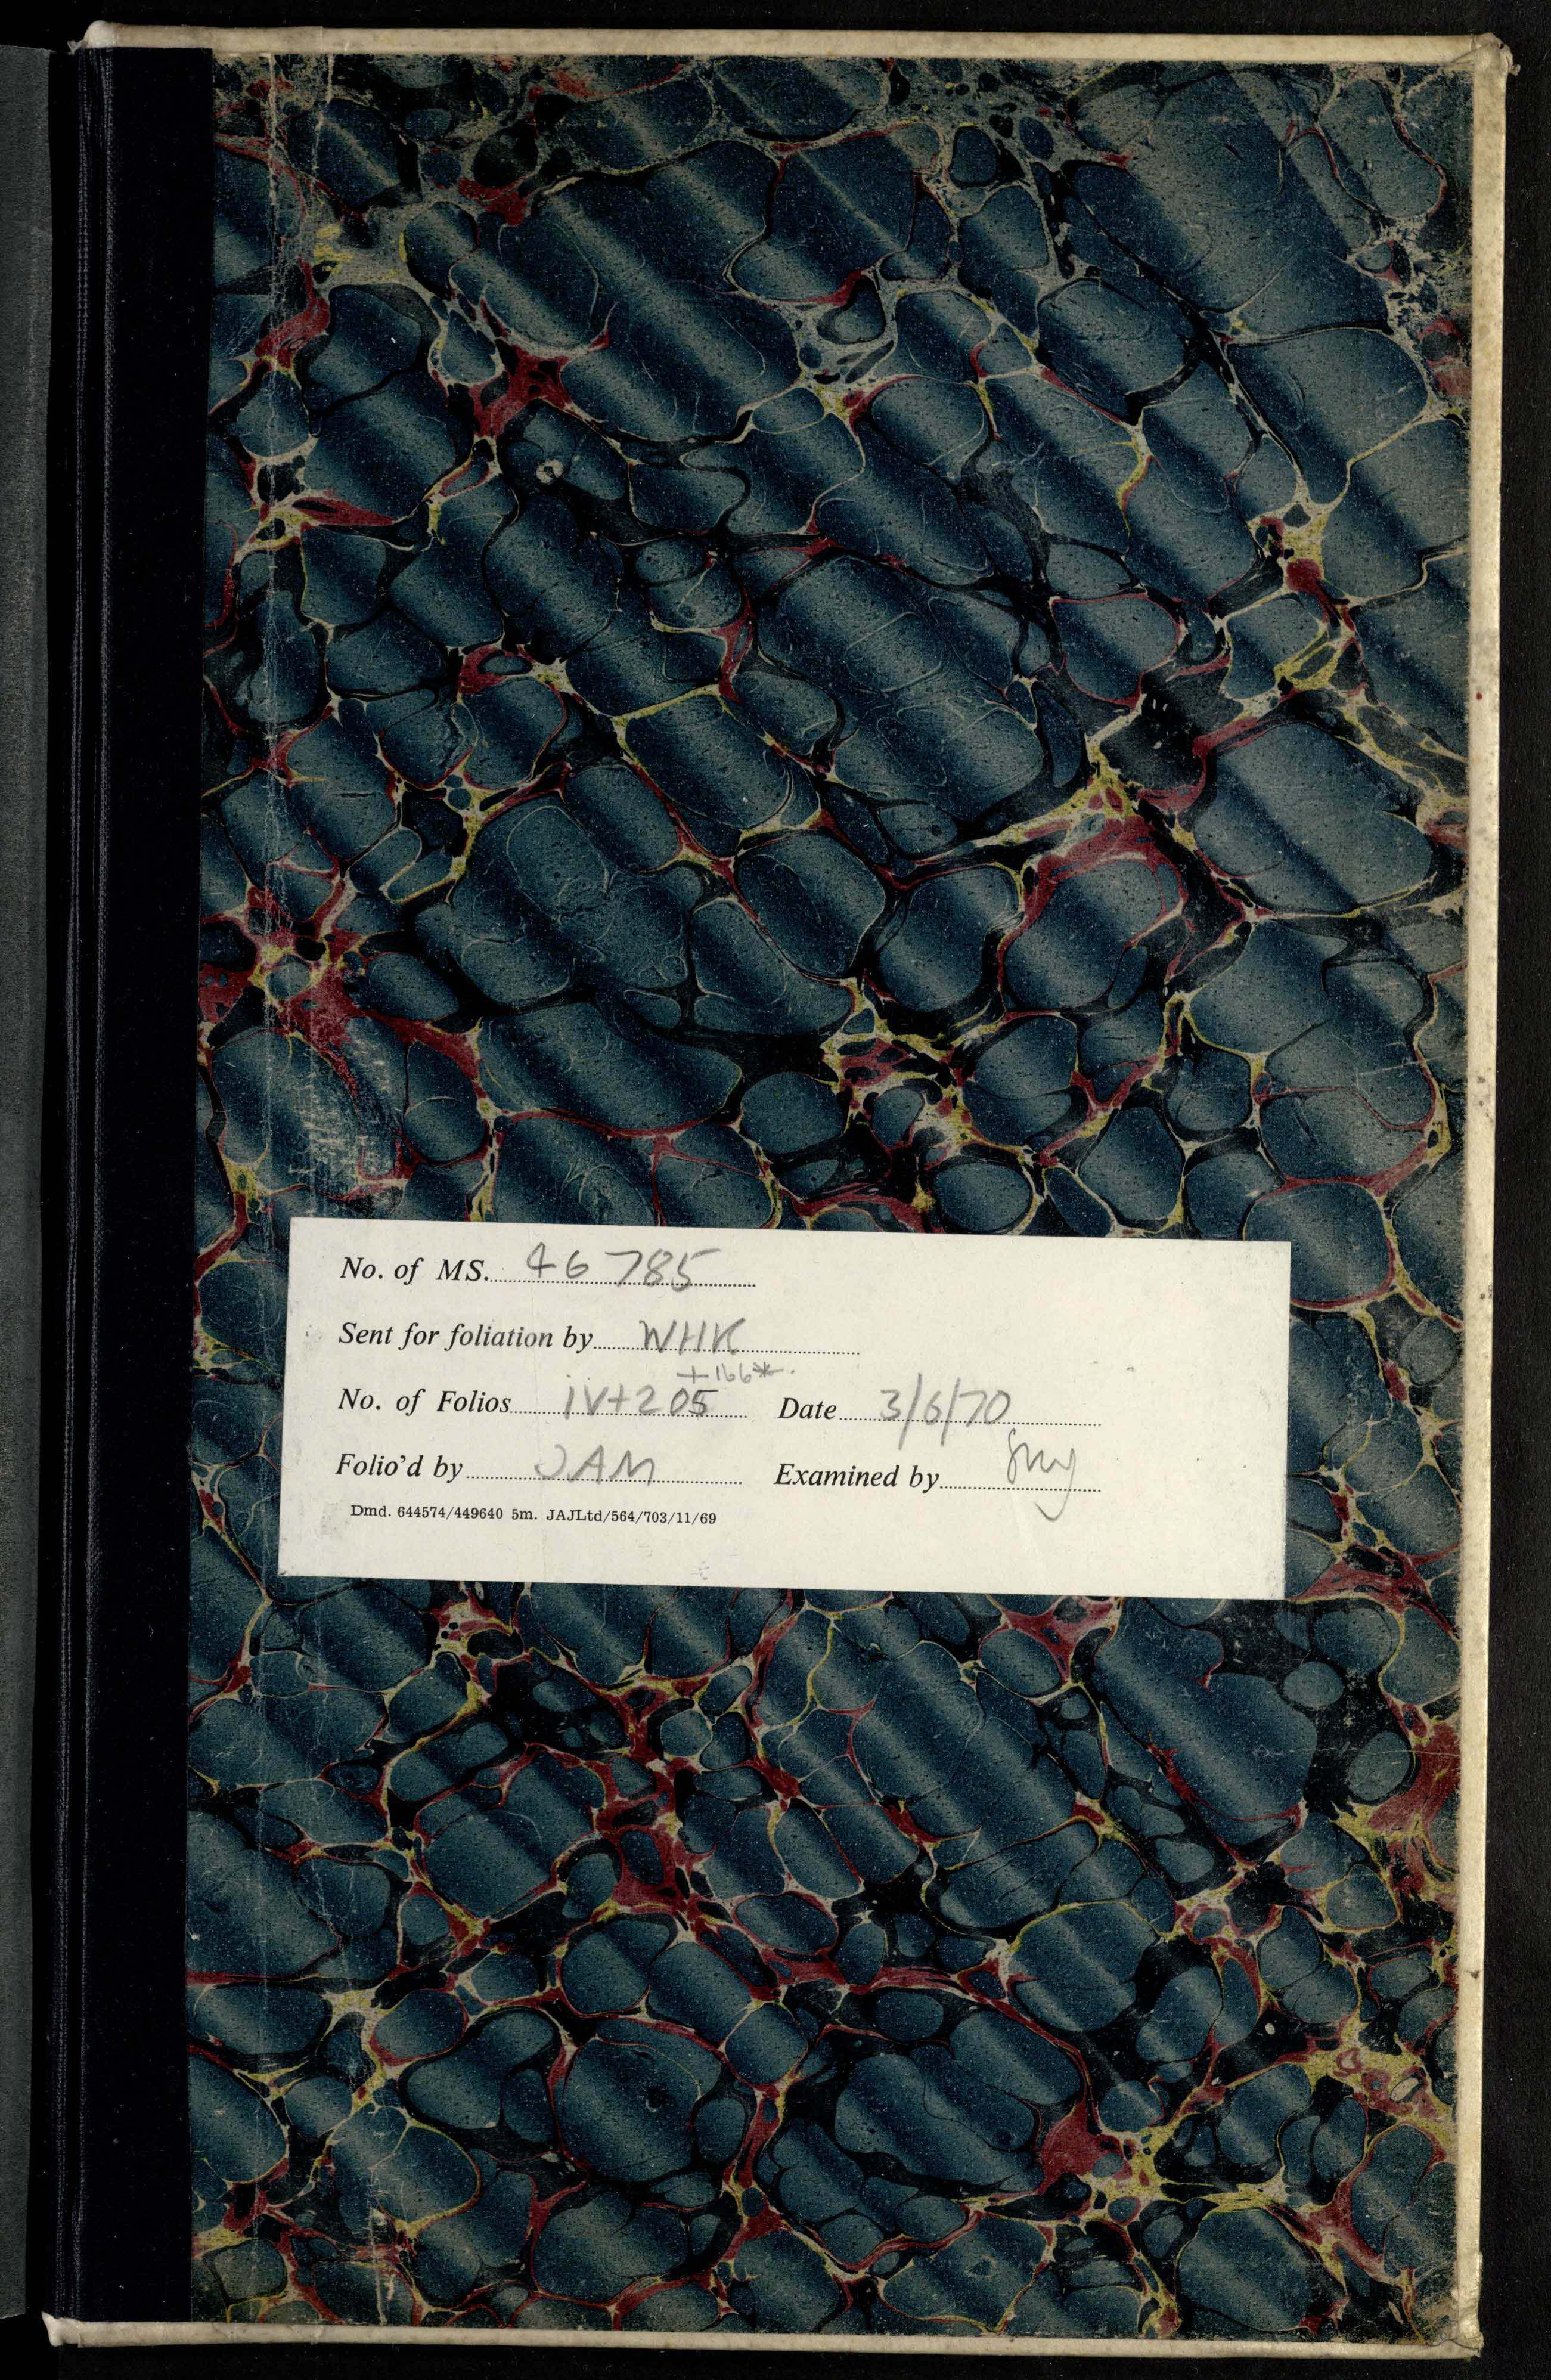 No. of MS. 46785
Sent for foliation by WHK
+166*
No. of Folios iv+205 Date 3/6/70
Folio'd by JAM Examined by
Dmd. 644574/449640 5m. JAJLtd/564/703/11/69